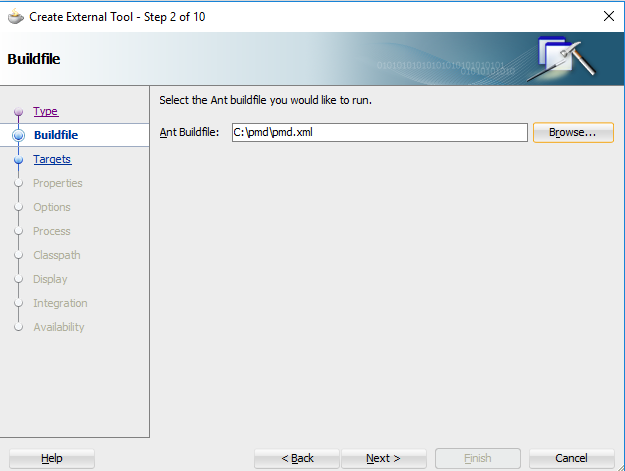 Create External Tool - Step 2 of 10
Buildfile
010101010101010101010101
01010101010
Type
Buildfile
Targets
Properties
Options
Process
Classpath
Display
Integration
Availability
Select the Ant buildfile you would like to run.
Ant Buildfile: C:\pmd\pmd.xml Browse...
Help < Back Next > Finish Cancel